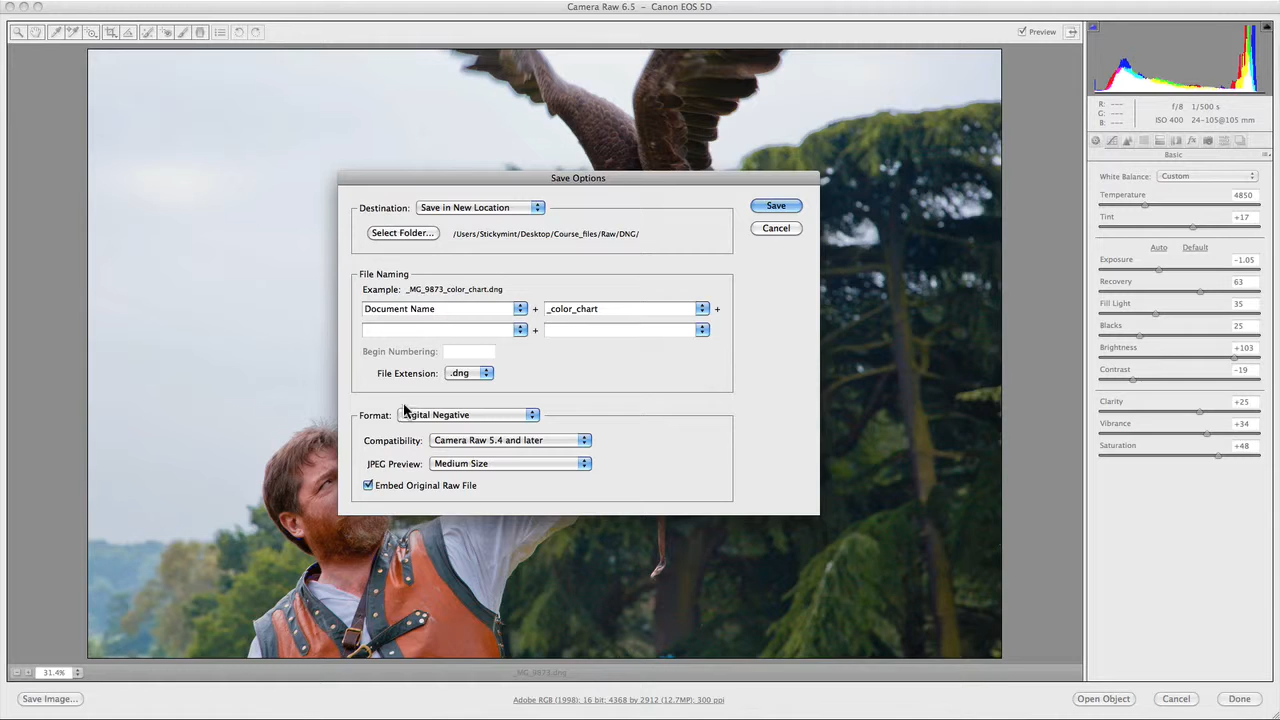 Camera Raw 6.5 - Canon EOS 5D
Preview
R: ---
G: ---
B: ---
f/8 1/500 s
ISO 400 24-105@105 mm
Basic
White Balance: Custom
Temperature 4850
Tint +17
Auto Default
Exposure -1.05
Recovery 63
Fill Light 35
Blacks 25
Brightness +103
Contrast -19
Clarity +25
Vibrance +34
Saturation +48
Save Options
Destination: Save in New Location
Save
Select Folder... /Users/Stickymint/Desktop/Course_files/Raw/DNG/
Cancel
File Naming
Example: _MG_9873_color_chart.dng
Document Name + _color_chart +
+
Begin Numbering:
File Extension: .dng
Format: Digital Negative
Compatibility: Camera Raw 5.4 and later
JPEG Preview: Medium Size
Embed Original Raw File
31.4%
_MG_9873.dng
Save Image...
Adobe RGB (1998); 16 bit; 4368 by 2912 (12.7MP); 300 ppi
Open Object
Cancel
Done